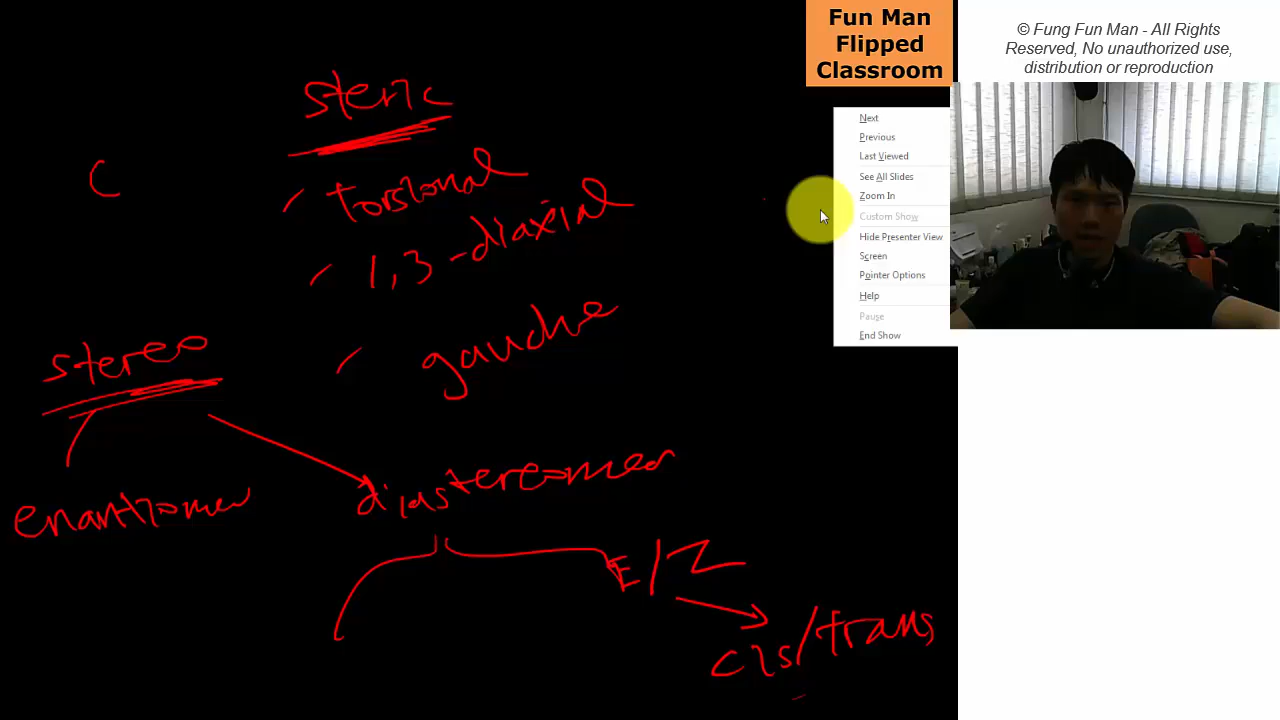 Fun Man
Flipped
Classroom
© Fung Fun Man - All Rights
Reserved, No unauthorized use,
distribution or reproduction
steric
C
torsional
1,3-diaxial
gauche
stereo
enantiomer
diastereomer
E/Z
cis/trans
Next
Previous
Last Viewed
See All Slides
Zoom In
Custom Show
Hide Presenter View
Screen
Pointer Options
Help
Pause
End Show